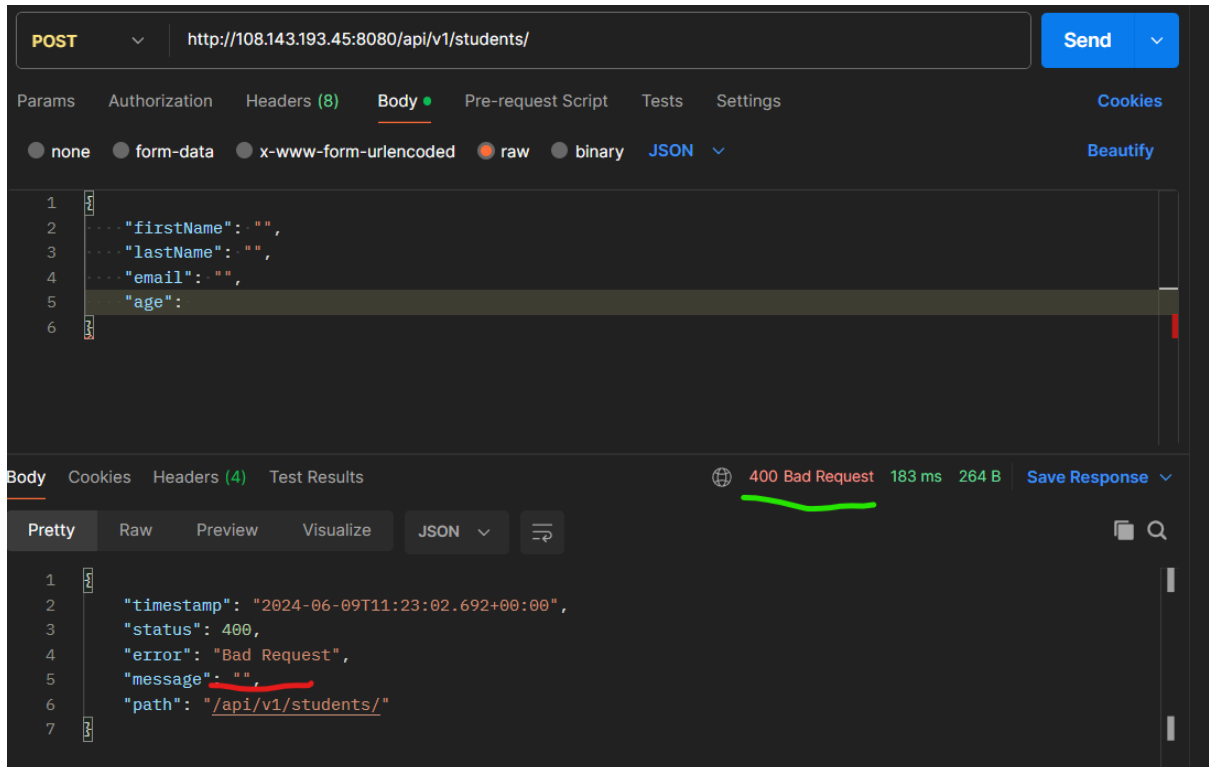 POST http://108.143.193.45:8080/api/v1/students/ Send
Params Authorization Headers (8) Body Pre-request Script Tests Settings Cookies
none form-data x-www-form-urlencoded raw binary JSON Beautify
1 {
2 "firstName": "",
3 "lastName": "",
4 "email": "",
5 "age":
6 }
Body Cookies Headers (4) Test Results 400 Bad Request 183 ms 264 B Save Response
Pretty Raw Preview Visualize JSON
1 {
2 "timestamp": "2024-06-09T11:23:02.692+00:00",
3 "status": 400,
4 "error": "Bad Request",
5 "message": "",
6 "path": "/api/v1/students/"
7 }